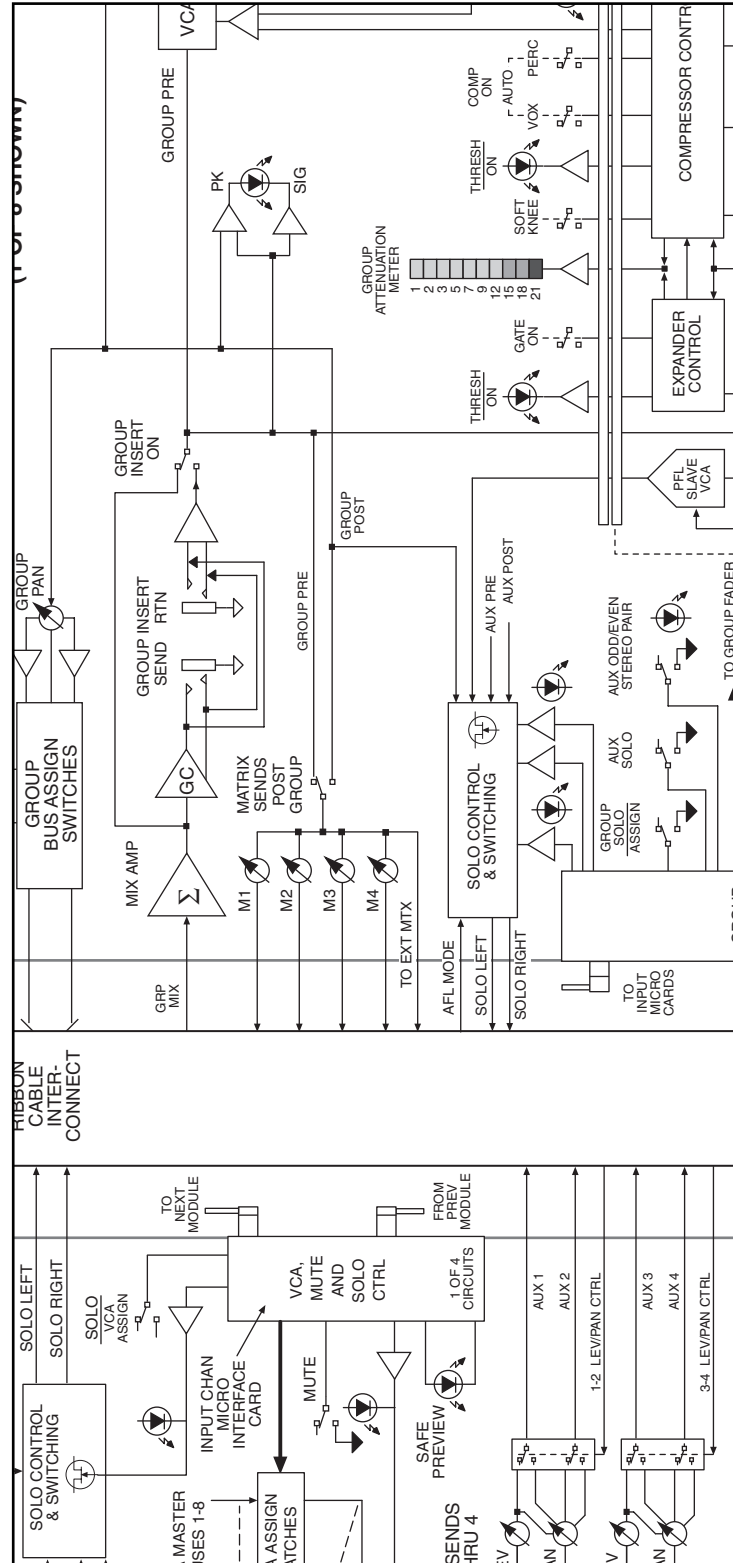 VCA
GROUP PRE
PK
SIG
COMP
ON
AUTO
PERC
VOX
THRESH
ON
SOFT
KNEE
GROUP
ATTENUATION
METER
1
2
3
5
7
9
12
15
18
21
GATE
ON
THRESH
ON
COMPRESSOR CONTR
EXPANDER
CONTROL
PFL
SLAVE
VCA
GROUP
PAN
GROUP
INSERT
ON
GROUP INSERT
SEND
RTN
GROUP
BUS ASSIGN
SWITCHES
MIX AMP
Σ
GC
GRP
MIX
MATRIX
SENDS
POST
GROUP
GROUP PRE
GROUP
POST
M1
M2
M3
M4
TO EXT MTX
AUX PRE
AUX POST
SOLO CONTROL
& SWITCHING
AFL MODE
SOLO LEFT
SOLO RIGHT
GROUP
SOLO
ASSIGN
AUX
SOLO
AUX ODD/EVEN
STEREO PAIR
TO GROUP FADER
TO
INPUT
MICRO
CARDS
RIBBON
CABLE
INTER-
CONNECT
SOLO LEFT
SOLO RIGHT
SOLO CONTROL
& SWITCHING
SOLO
VCA
ASSIGN
TO
NEXT
MODULE
FROM
PREV
MODULE
VCA,
MUTE
AND
SOLO
CTRL
1 OF 4
CIRCUITS
INPUT CHAN
MICRO
INTERFACE
CARD
MUTE
SAFE
PREVIEW
MASTER
1-8
ASSIGN
SENDS
4
AUX 1
AUX 2
1-2 LEV/PAN CTRL
AUX 3
AUX 4
3-4 LEV/PAN CTRL